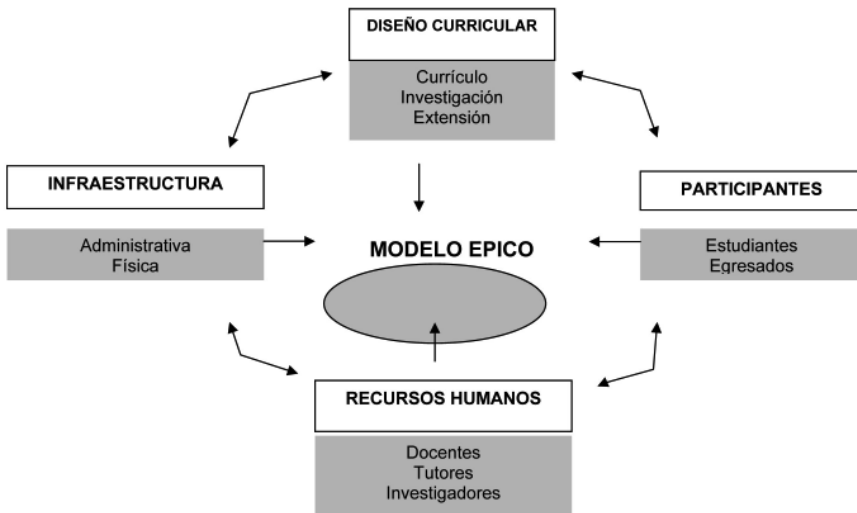 DISEÑO CURRICULAR
Currículo
Investigación
Extensión
INFRAESTRUCTURA
Administrativa
Física
MODELO EPICO
PARTICIPANTES
Estudiantes
Egresados
RECURSOS HUMANOS
Docentes
Tutores
Investigadores